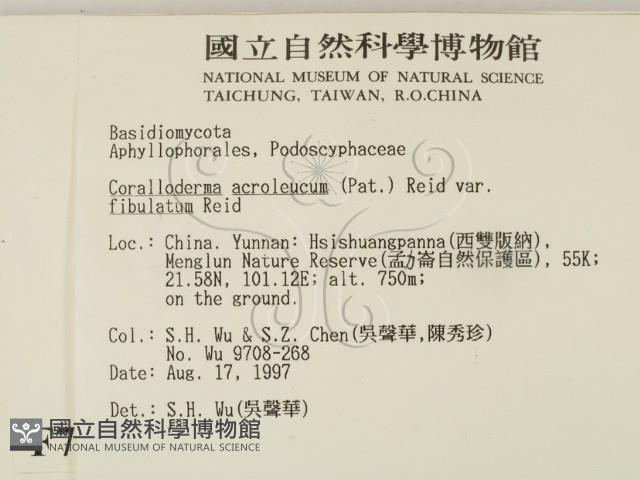 國立自然科學博物館
NATIONAL MUSEUM OF NATURAL SCIENCE
TAICHUNG, TAIWAN, R.O.CHINA
Basidiomycota
Aphyllophorales, Podoscyphaceae
Coralloderma acroleucum (Pat.) Reid var.
fibulatum Reid
Loc.: China. Yunnan: Hsishuangpanna(西雙版納),
Menglun Nature Reserve(孟力崙自然保護區), 55K;
21.58N, 101.12E; alt. 750m;
on the ground.
Col.: S.H. Wu & S.Z. Chen(吳聲華,陳秀珍)
No. Wu 9708-268
Date: Aug. 17, 1997
Det.: S.H. Wu(吳聲華)
國立自然科學博物館
NATIONAL MUSEUM OF NATURAL SCIENCE